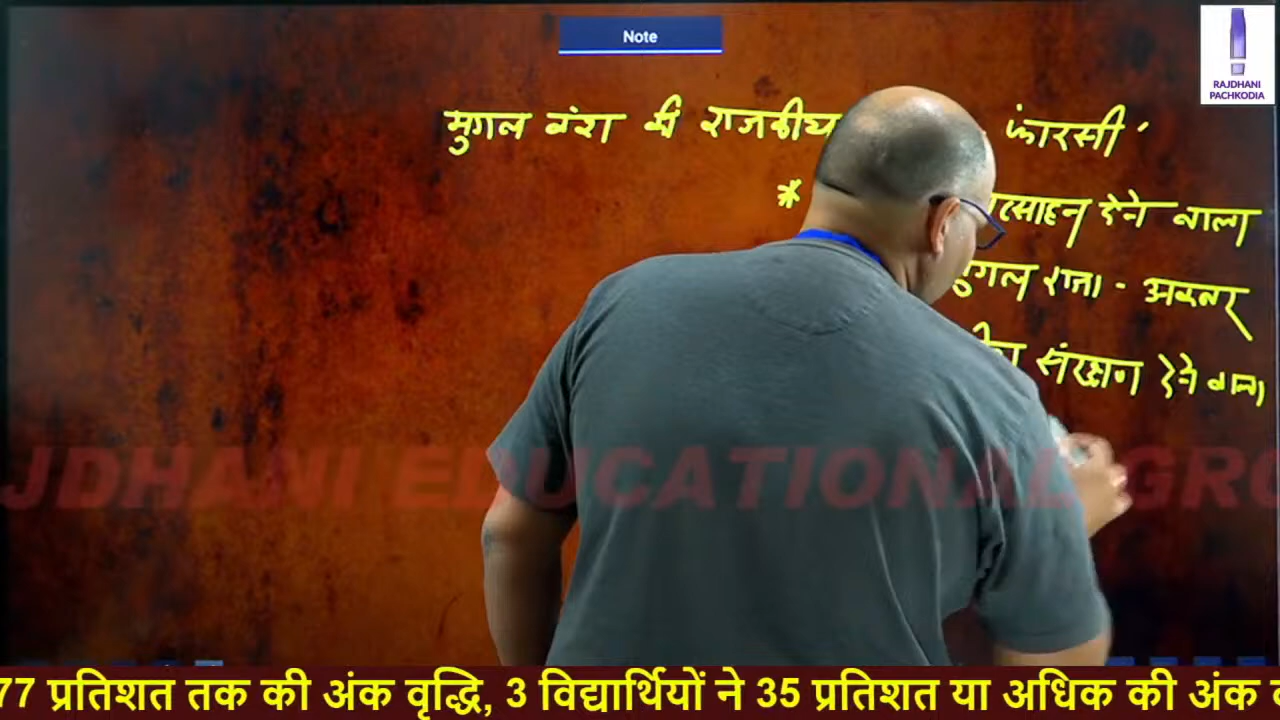 Note
RAJDHANI
PACHKODIA
मुगल वंश की राजकीय फारसी
* देने वाला
मुगल राजा - अकबर
संरक्षण देने वाला
JDHANI EDUCATIONAL GRO
77 प्रतिशत तक की अंक वृद्धि, 3 विद्यार्थियों ने 35 प्रतिशत या अधिक की अंक